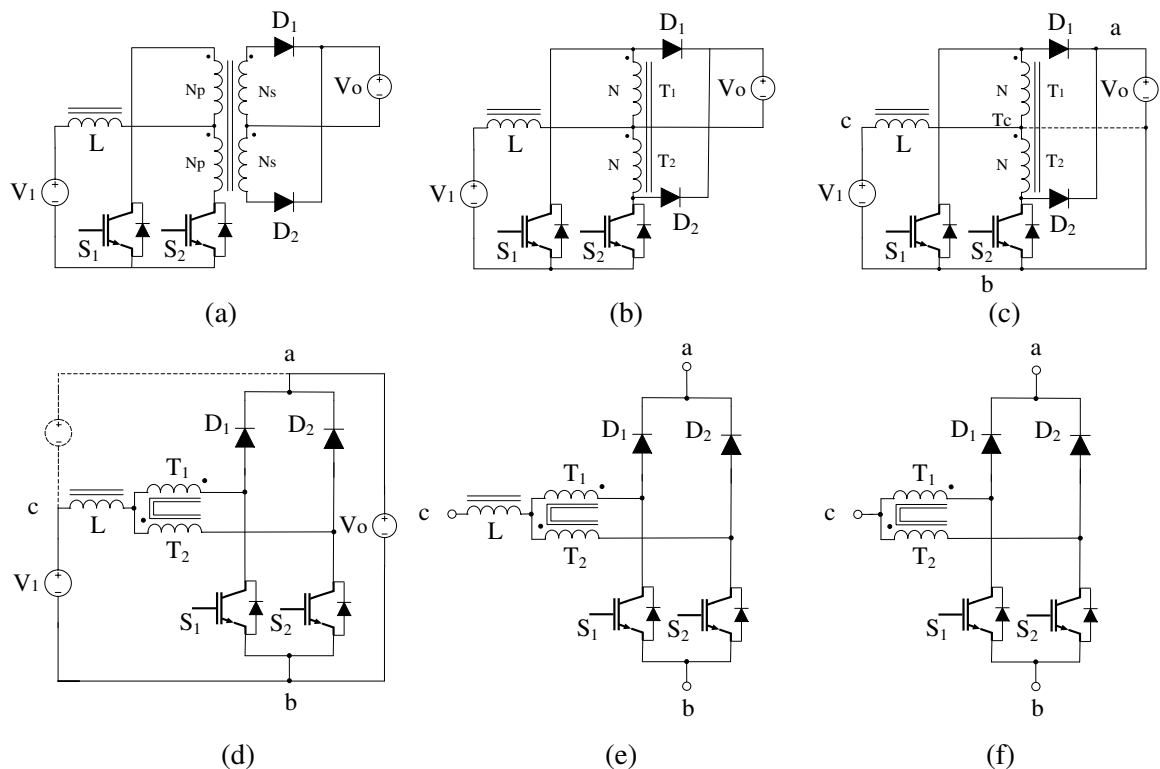 D1
Np
Ns
Vo
L
Np
Ns
V1
S1
S2
D2
(a)
D1
N
T1
Vo
L
N
T2
V1
S1
S2
D2
(b)
D1
a
N
T1
Vo
c
Tc
L
N
T2
V1
S1
S2
D2
b
(c)
a
D1
D2
T1
c
L
Vo
T2
V1
S1
S2
b
(d)
a
D1
D2
T1
c
L
T2
S1
S2
b
(e)
a
D1
D2
T1
c
T2
S1
S2
b
(f)